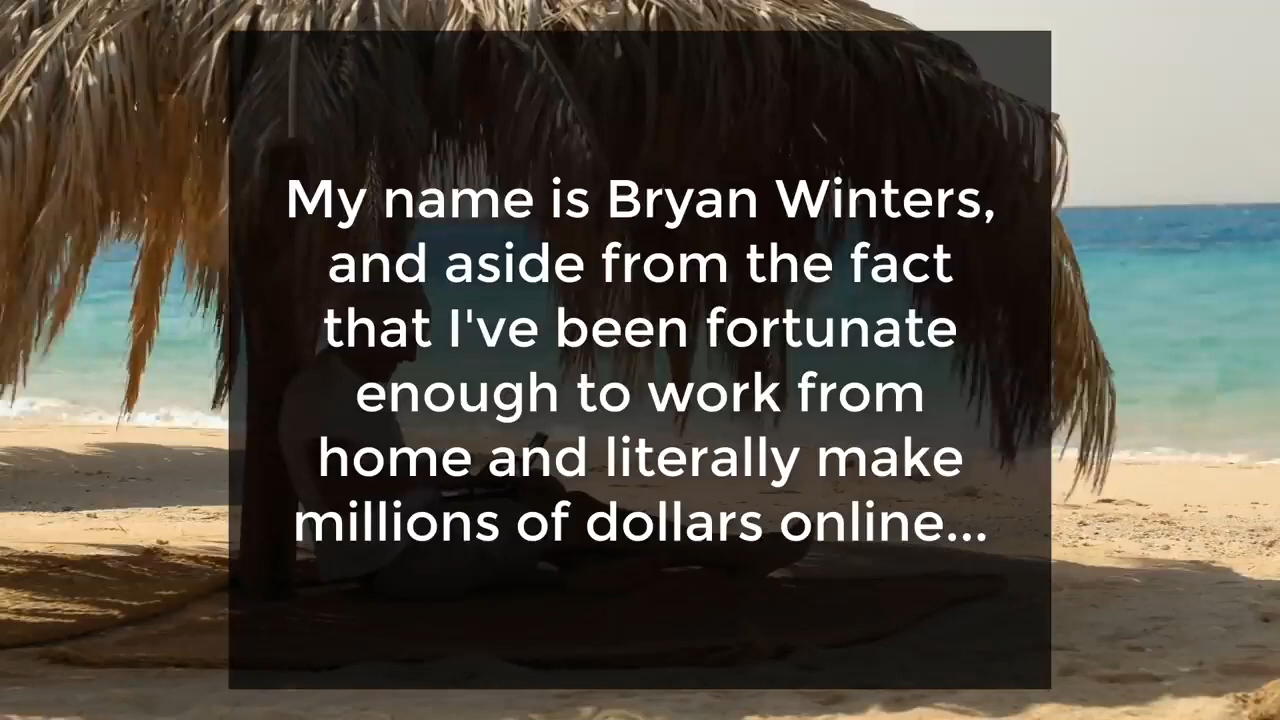 My name is Bryan Winters,
and aside from the fact
that I've been fortunate
enough to work from
home and literally make
millions of dollars online...